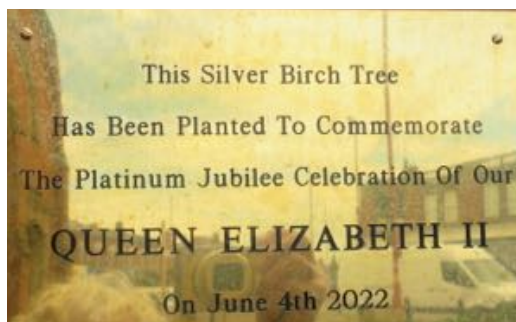 This Silver Birch Tree
Has Been Planted To Commemorate
The Platinum Jubilee Celebration Of Our
QUEEN ELIZABETH II
On June 4th 2022